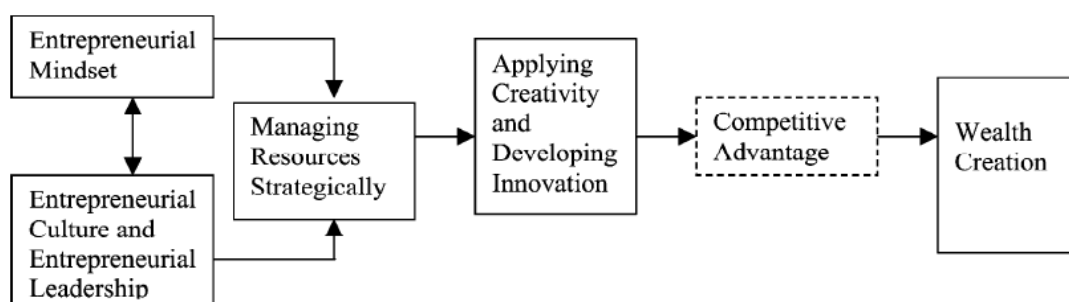 Entrepreneurial
Mindset
Entrepreneurial
Culture and
Entrepreneurial
Leadership
Managing
Resources
Strategically
Applying
Creativity
and
Developing
Innovation
Competitive
Advantage
Wealth
Creation